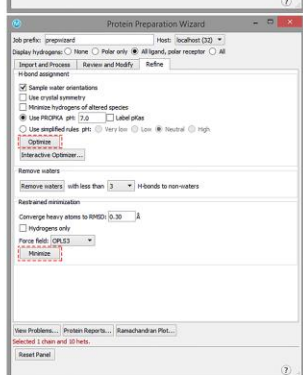 Protein Preparation Wizard
Job prefix: prepwizard Host: localhost (32)
Display hydrogens: None Polar only All ligand, polar receptor All
Import and Process Review and Modify Refine
H-bond assignment
Sample water orientations
Use crystal symmetry
Minimize hydrogens of altered species
Use PROPKA pH: 7.0 Label pKas
Use simplified rules pH: Very low Low Neutral High
Optimize
Interactive Optimizer...
Remove waters
Remove waters with less than 3 H-bonds to non-waters
Restrained minimization
Converge heavy atoms to RMSD: 0.30 Å
Hydrogens only
Force field: OPLS3
Minimize
View Problems... Protein Reports... Ramachandran Plot...
Selected 1 chain and 10 hets.
Reset Panel